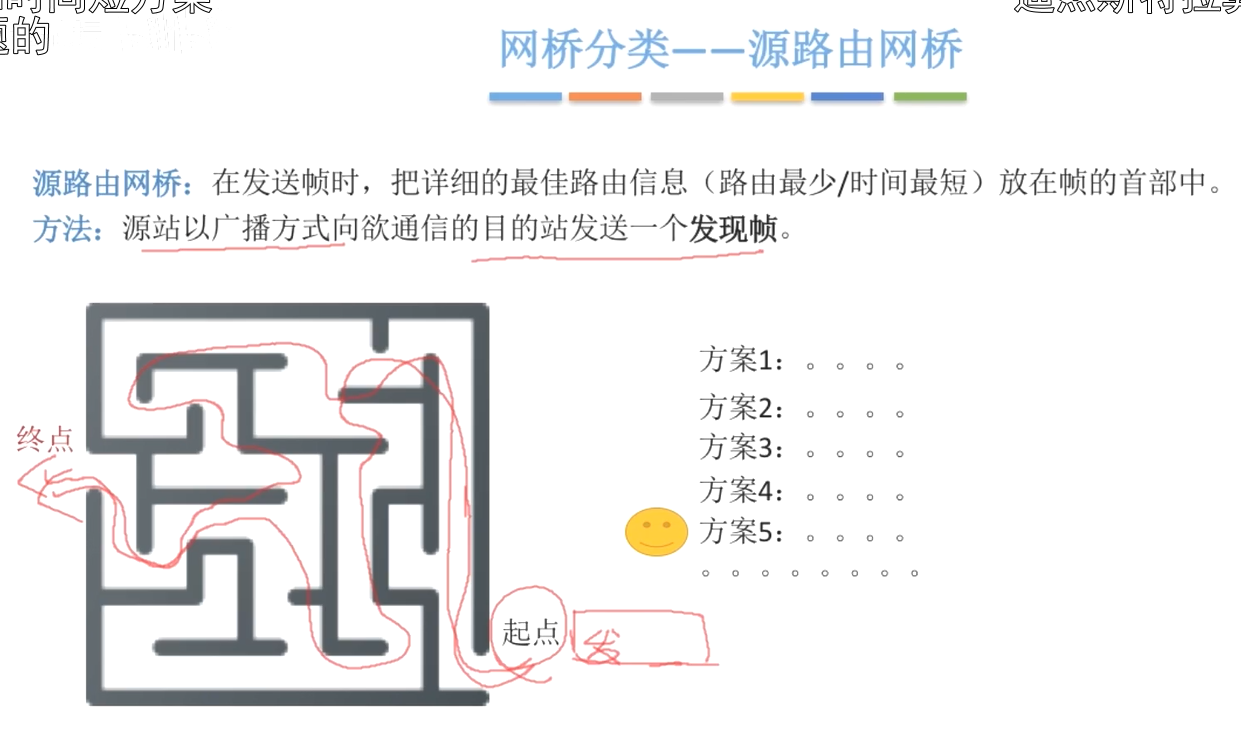 网桥分类——源路由网桥
源路由网桥：在发送帧时，把详细的最佳路由信息（路由最少/时间最短）放在帧的首部中。
方法：源站以广播方式向欲通信的目的站发送一个发现帧。
方案1：。。。。
方案2：。。。。
终点
方案3：。。。。
方案4：。。。。
方案5：。。。。
。。。。。。。。
起点
发